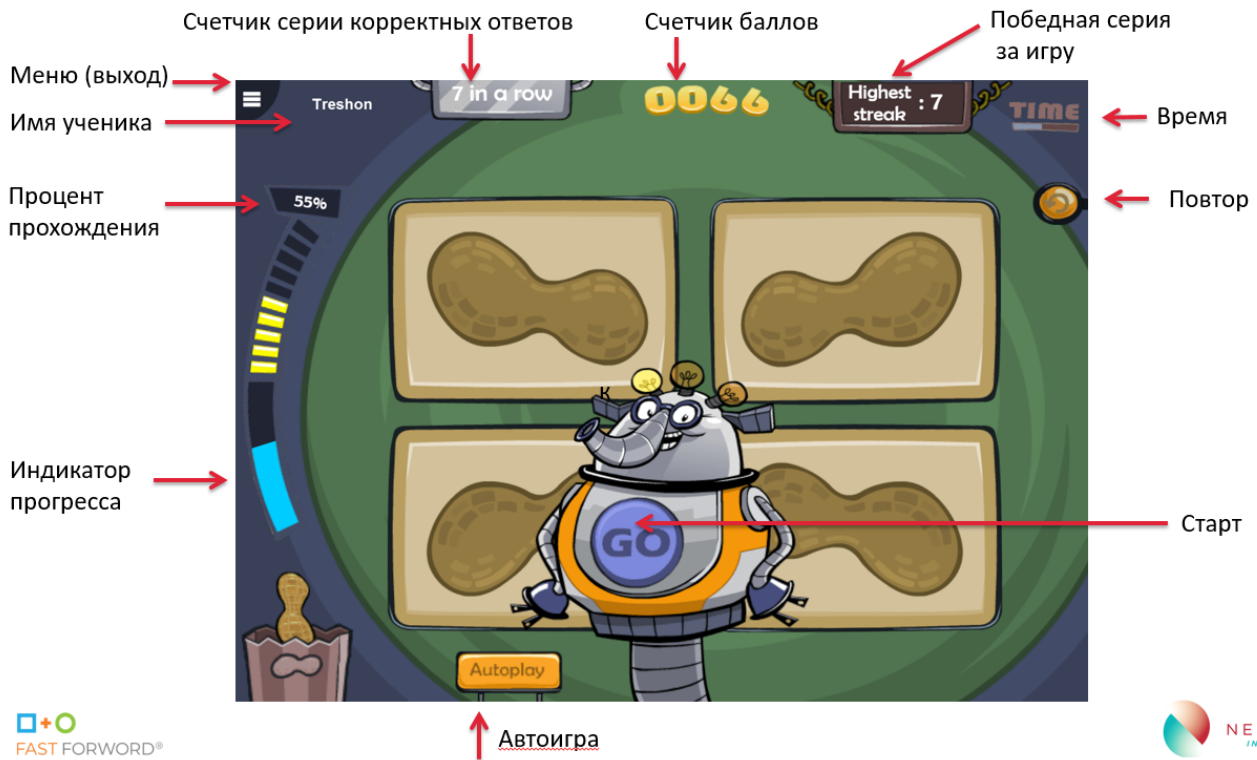 Счетчик серии корректных ответов
Счетчик баллов
Победная серия
за игру
Меню (выход)
Имя ученика
Treshon
7 in a row
0066
Highest
streak
: 7
TIME
Время
Процент
прохождения
55%
Повтор
к
Индикатор
прогресса
GO
Старт
Autoplay
Автоигра
FAST FORWORD®